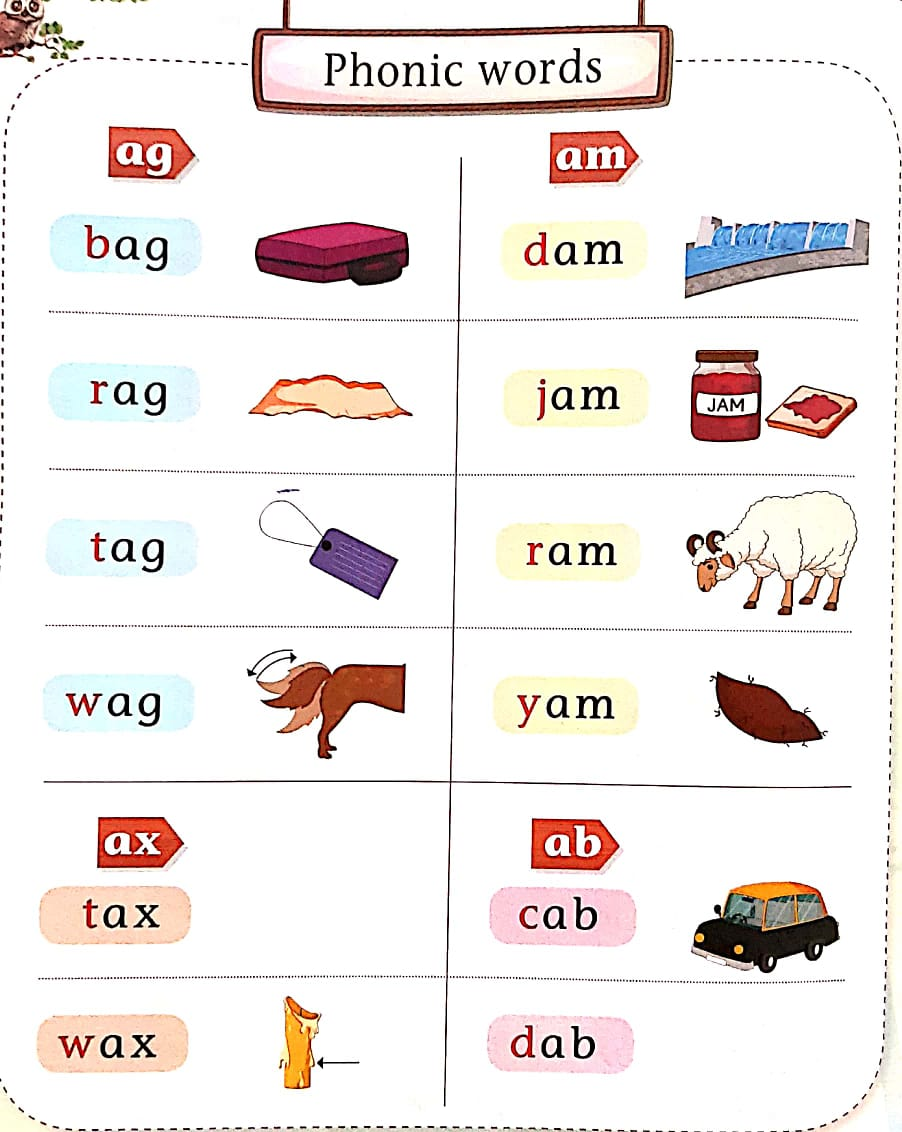 Phonic words
ag
bag
rag
tag
wag
am
dam
jam
JAM
ram
yam
ax
tax
wax
ab
cab
dab